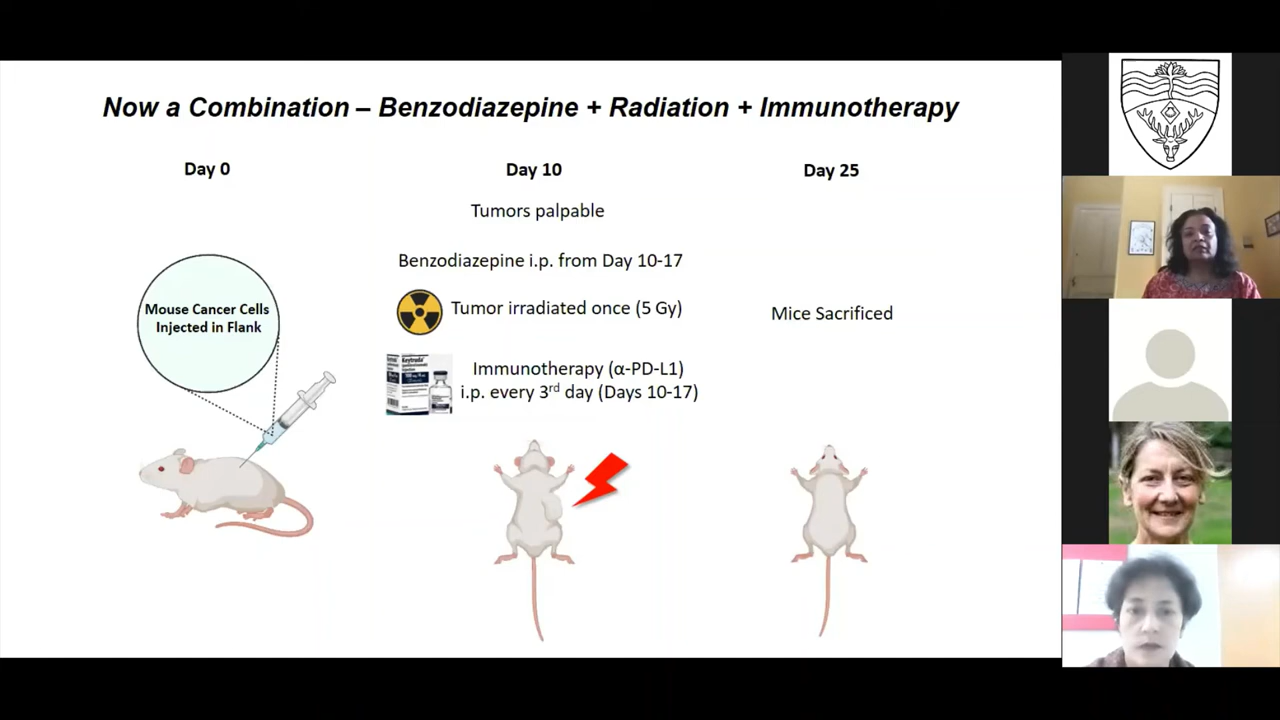 Now a Combination – Benzodiazepine + Radiation + Immunotherapy
Day 0
Day 10
Day 25
Tumors palpable
Benzodiazepine i.p. from Day 10-17
Mouse Cancer Cells
Injected in Flank
Tumor irradiated once (5 Gy)
Mice Sacrificed
Keytruda
Immunotherapy (α-PD-L1)
i.p. every 3rd day (Days 10-17)